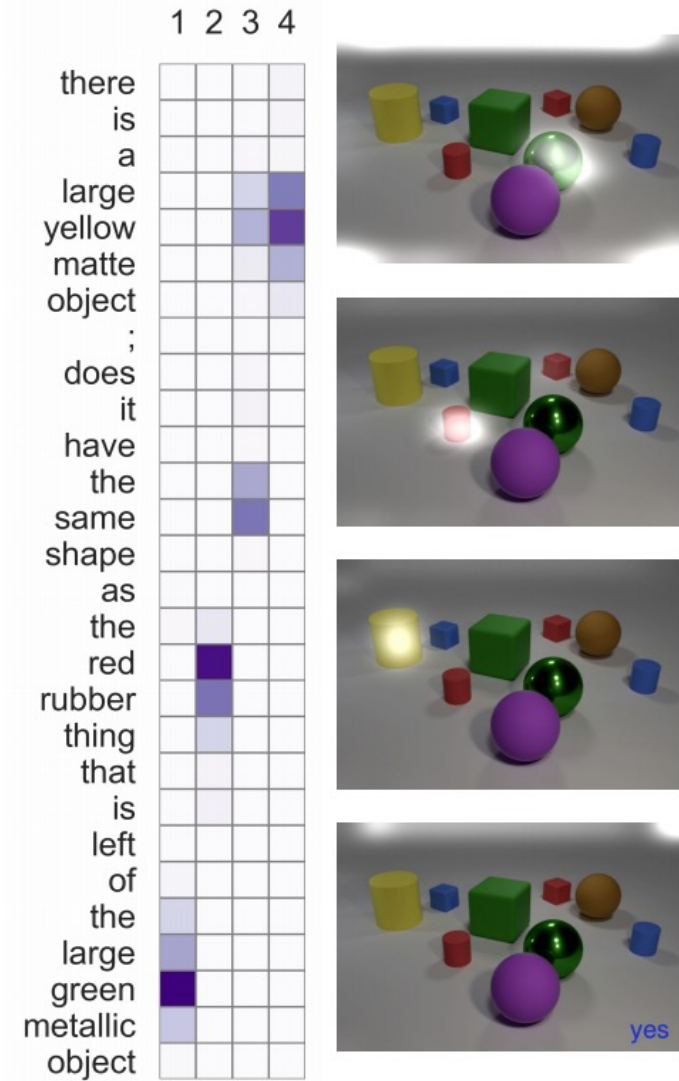 1 2 3 4
there
is
a
large
yellow
matte
object
;
does
it
have
the
same
shape
as
the
red
rubber
thing
that
is
left
of
the
large
green
metallic
object
yes